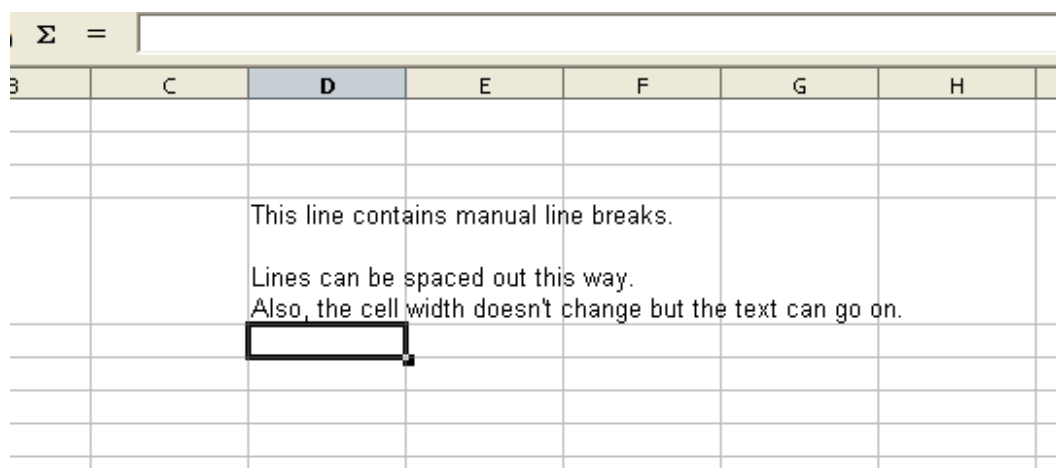 Σ =
B C D E F G H
This line contains manual line breaks.
Lines can be spaced out this way.
Also, the cell width doesn't change but the text can go on.